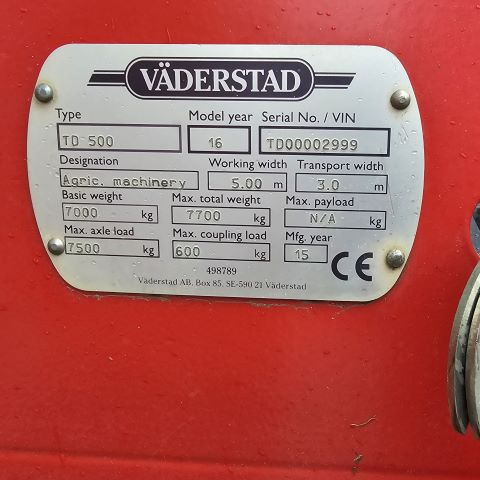 VÄDERSTAD
Type Model year Serial No. / VIN
TD 500 16 TD00002999
Designation Working width Transport width
Agric. machinery 5.00 m 3.0 m
Basic weight Max. total weight Max. payload
7000 kg 7700 kg N/A kg
Max. axle load Max. coupling load Mfg. year
7500 kg 600 kg 15 CE
498789
Väderstad AB, Box 85, SE-590 21 Väderstad